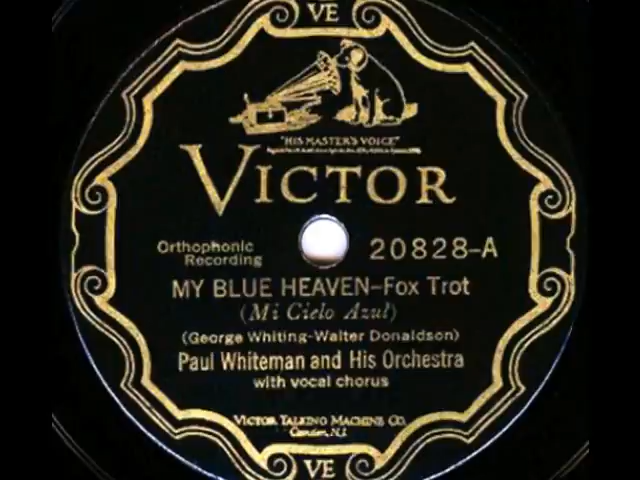 VE
"HIS MASTER'S VOICE"
VICTOR
Orthophonic
Recording
20828-A
MY BLUE HEAVEN-Fox Trot
(Mi Cielo Azul)
(George Whiting-Walter Donaldson)
Paul Whiteman and His Orchestra
with vocal chorus
VICTOR TALKING MACHINE CO.
Camden, N.J.
VE